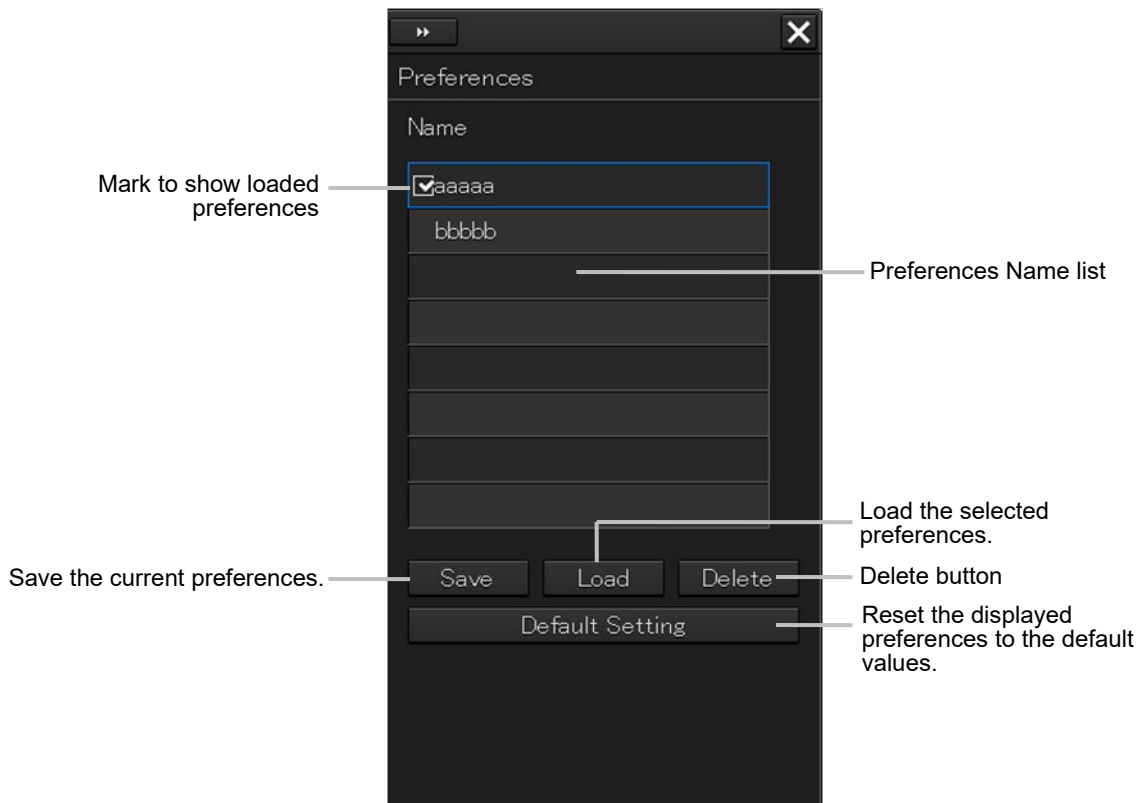 Preferences
Name
Mark to show loaded
preferences
aaaaa
bbbbb
Preferences Name list
Load the selected
preferences.
Save the current preferences.
Save
Load
Delete
Delete button
Default Setting
Reset the displayed
preferences to the default
values.